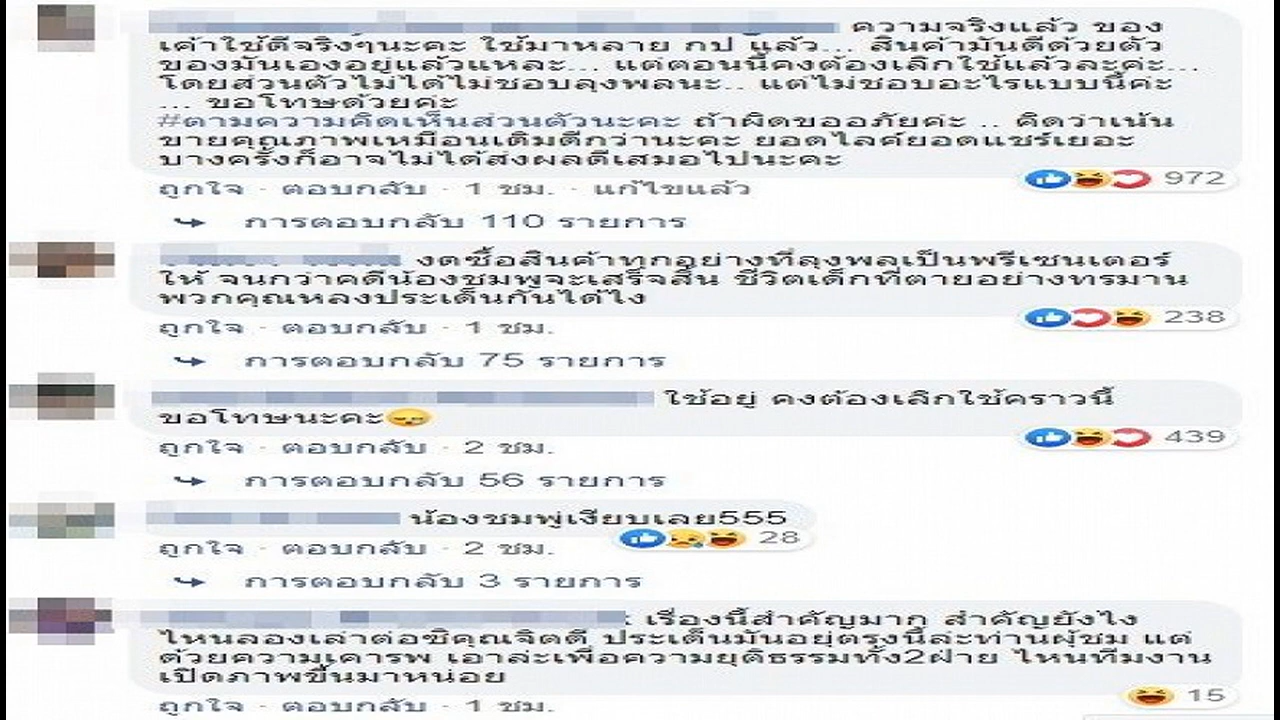 ความจริงแล้ว ของ
เค้าใช้ดีจริงๆนะคะ ใช้มาหลาย กป แล้ว... สินค้ามันดีด้วยตัว
ของมันเองอยู่แล้วแหละ... แต่ตอนนี้คงต้องเลิกใช้แล้วละค่ะ...
โดยส่วนตัวไม่ได้ไม่ชอบลุงพลนะ.. แต่ไม่ชอบอะไรแบบนี้ค่ะ
... ขอโทษด้วยค่ะ
#ตามความคิดเห็นส่วนตัวนะคะ ถ้าผิดขออภัยค่ะ .. คิดว่าเน้น
ขายคุณภาพเหมือนเดิมดีกว่านะคะ ยอดไลค์ยอดแชร์เยอะ
บางครั้งก็อาจไม่ได้ส่งผลดีเสมอไปนะคะ
972
ถูกใจ · ตอบกลับ · 1 ชม. · แก้ไขแล้ว
การตอบกลับ 110 รายการ
งดซื้อสินค้าทุกอย่างที่ลุงพลเป็นพรีเซนเตอร์
ให้ จนกว่าคดีน้องชมพู่จะเสร็จสิ้น ชีวิตเด็กที่ตายอย่างทรมาน
พวกคุณหลงประเด็นกันได้ไง
238
ถูกใจ · ตอบกลับ · 1 ชม.
การตอบกลับ 75 รายการ
ใช้อยู่ คงต้องเลิกใช้คราวนี้
ขอโทษนะคะ😞
439
ถูกใจ · ตอบกลับ · 2 ชม.
การตอบกลับ 56 รายการ
น้องชมพู่เงียบเลย555
28
ถูกใจ · ตอบกลับ · 2 ชม.
การตอบกลับ 3 รายการ
เรื่องนี้สำคัญมาก สำคัญยังไง
ไหนลองเล่าต่อซิคุณจิตดี ประเด็นมันอยู่ตรงนี้ล่ะท่านผู้ชม แต่
ด้วยความเคารพ เอาล่ะเพื่อความยุติธรรมทั้ง2ฝ่าย ไหนทีมงาน
เปิดภาพขึ้นมาหน่อย
15
ถูกใจ · ตอบกลับ · 1 ชม.